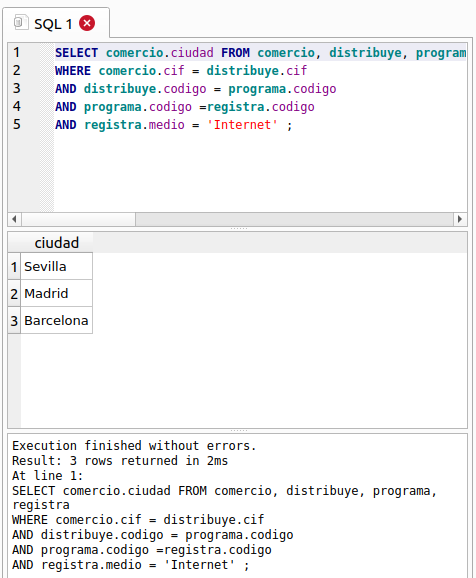 SQL 1
1 SELECT comercio.ciudad FROM comercio, distribuye, program
2 WHERE comercio.cif = distribuye.cif
3 AND distribuye.codigo = programa.codigo
4 AND programa.codigo =registra.codigo
5 AND registra.medio = 'Internet' ;
ciudad
1 Sevilla
2 Madrid
3 Barcelona
Execution finished without errors.
Result: 3 rows returned in 2ms
At line 1:
SELECT comercio.ciudad FROM comercio, distribuye, programa,
registra
WHERE comercio.cif = distribuye.cif
AND distribuye.codigo = programa.codigo
AND programa.codigo =registra.codigo
AND registra.medio = 'Internet' ;